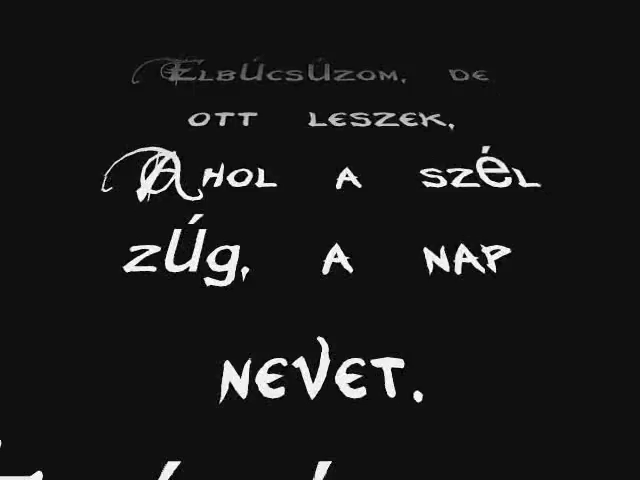 Elbúcsúzom, de
ott leszek,
Ahol a szél
zúg, a nap
nevet.